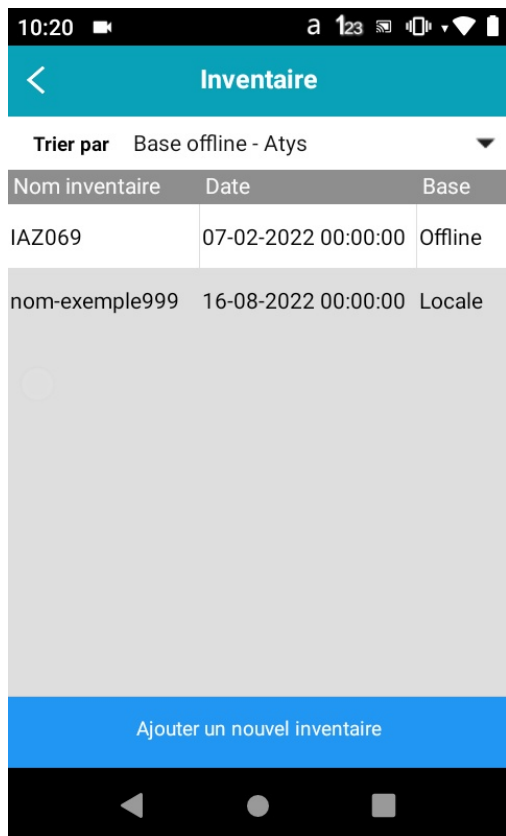 10:20 a 123
Inventaire
Trier par Base offline - Atys
Nom inventaire Date Base
IAZ069 07-02-2022 00:00:00 Offline
nom-exemple999 16-08-2022 00:00:00 Locale
Ajouter un nouvel inventaire